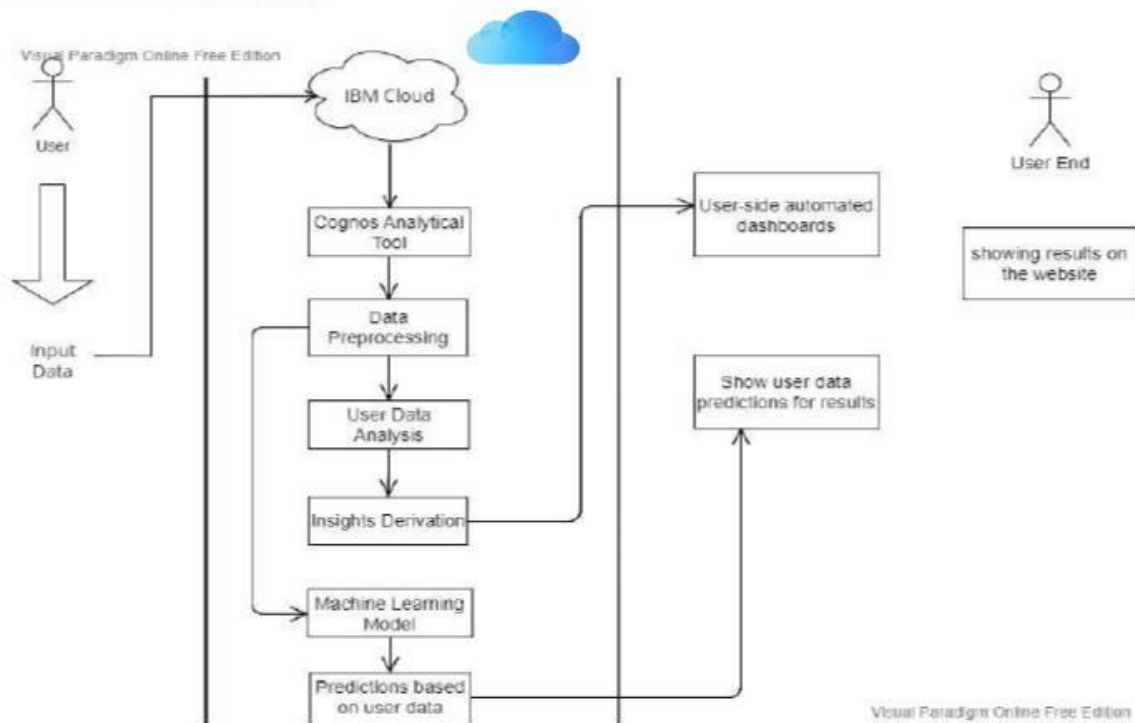 Visual Paradigm Online Free Edition
IBM Cloud
User
User End
Cognos Analytical
Tool
User-side automated
dashboards
showing results on
the website
Data
Preprocessing
Input
Data
Show user data
predictions for results
User Data
Analysis
Insights Derivation
Machine Learning
Model
Predictions based
on user data
Visual Paradigm Online Free Edition